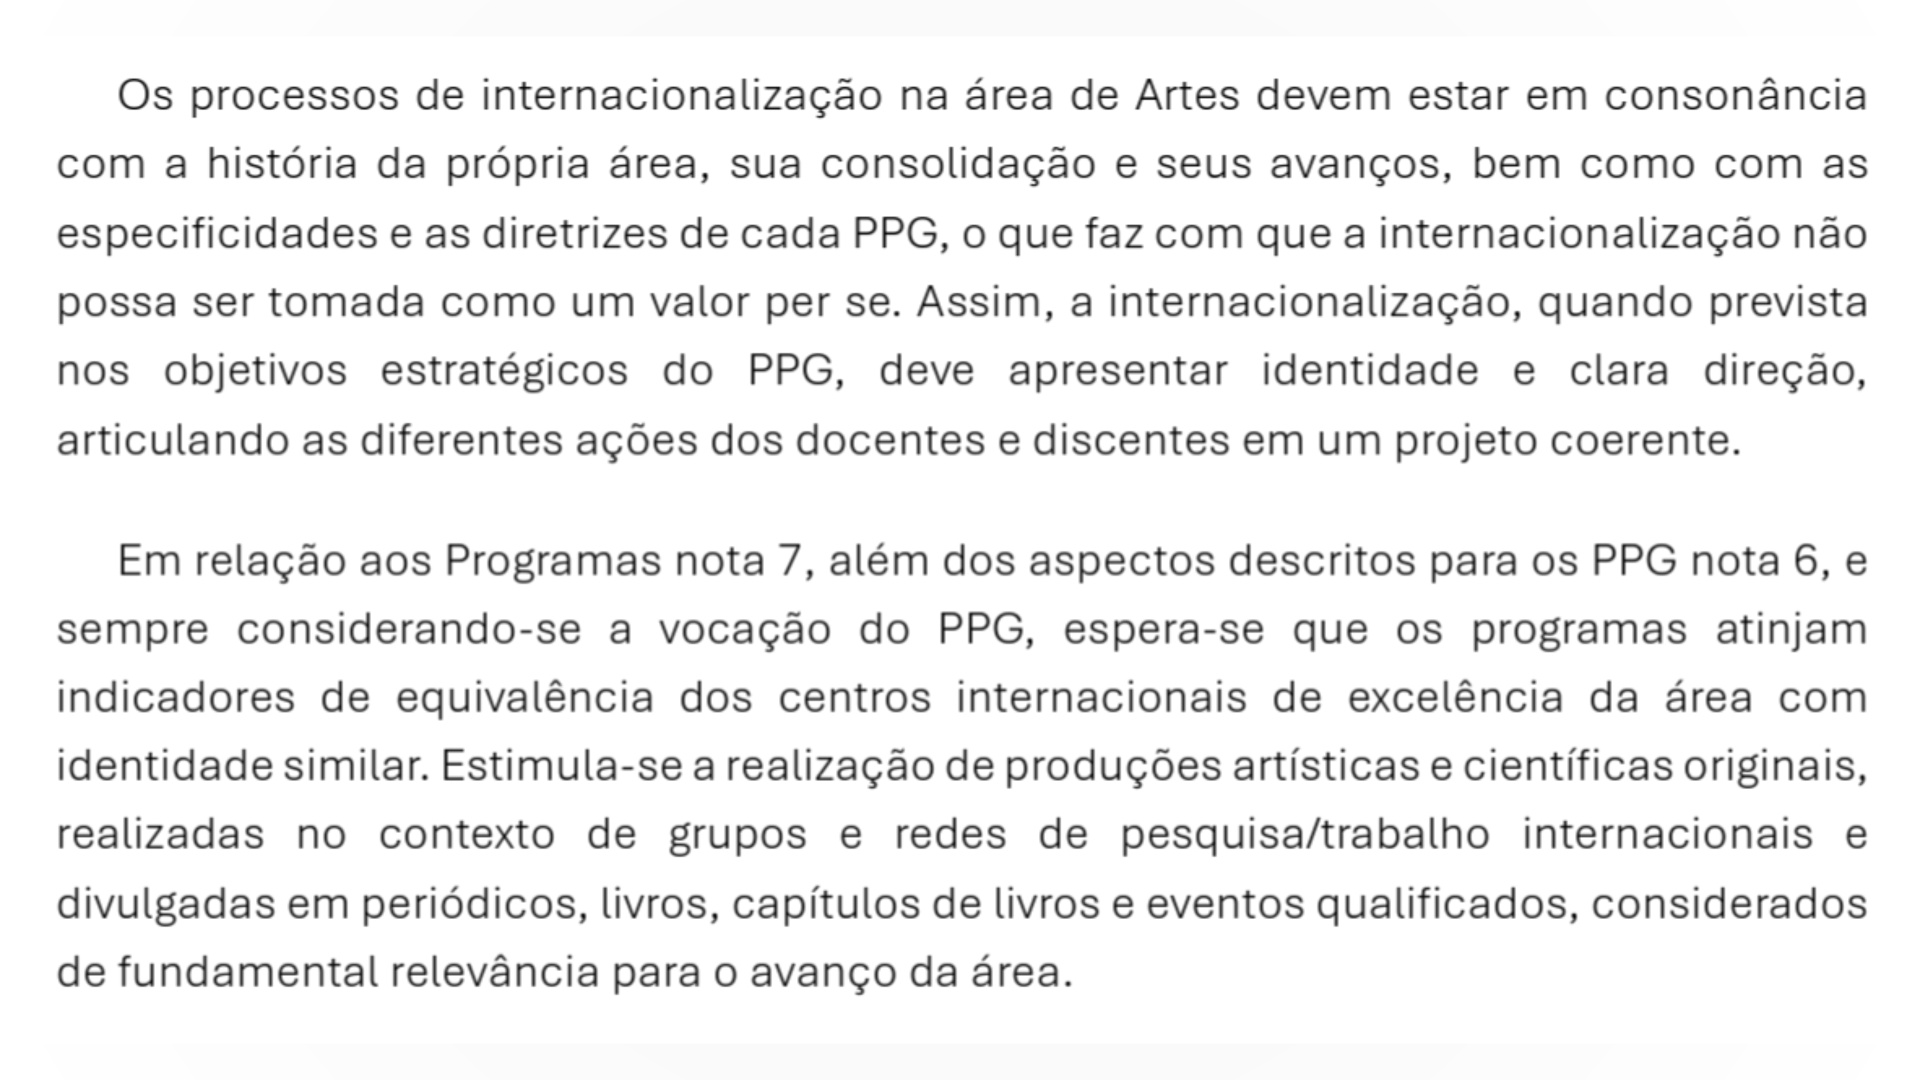 Os processos de internacionalização na área de Artes devem estar em consonância
com a história da própria área, sua consolidação e seus avanços, bem como com as
especificidades e as diretrizes de cada PPG, o que faz com que a internacionalização não
possa ser tomada como um valor per se. Assim, a internacionalização, quando prevista
nos objetivos estratégicos do PPG, deve apresentar identidade e clara direção,
articulando as diferentes ações dos docentes e discentes em um projeto coerente.
Em relação aos Programas nota 7, além dos aspectos descritos para os PPG nota 6, e
sempre considerando-se a vocação do PPG, espera-se que os programas atinjam
indicadores de equivalência dos centros internacionais de excelência da área com
identidade similar. Estimula-se a realização de produções artísticas e científicas originais,
realizadas no contexto de grupos e redes de pesquisa/trabalho internacionais e
divulgadas em periódicos, livros, capítulos de livros e eventos qualificados, considerados
de fundamental relevância para o avanço da área.